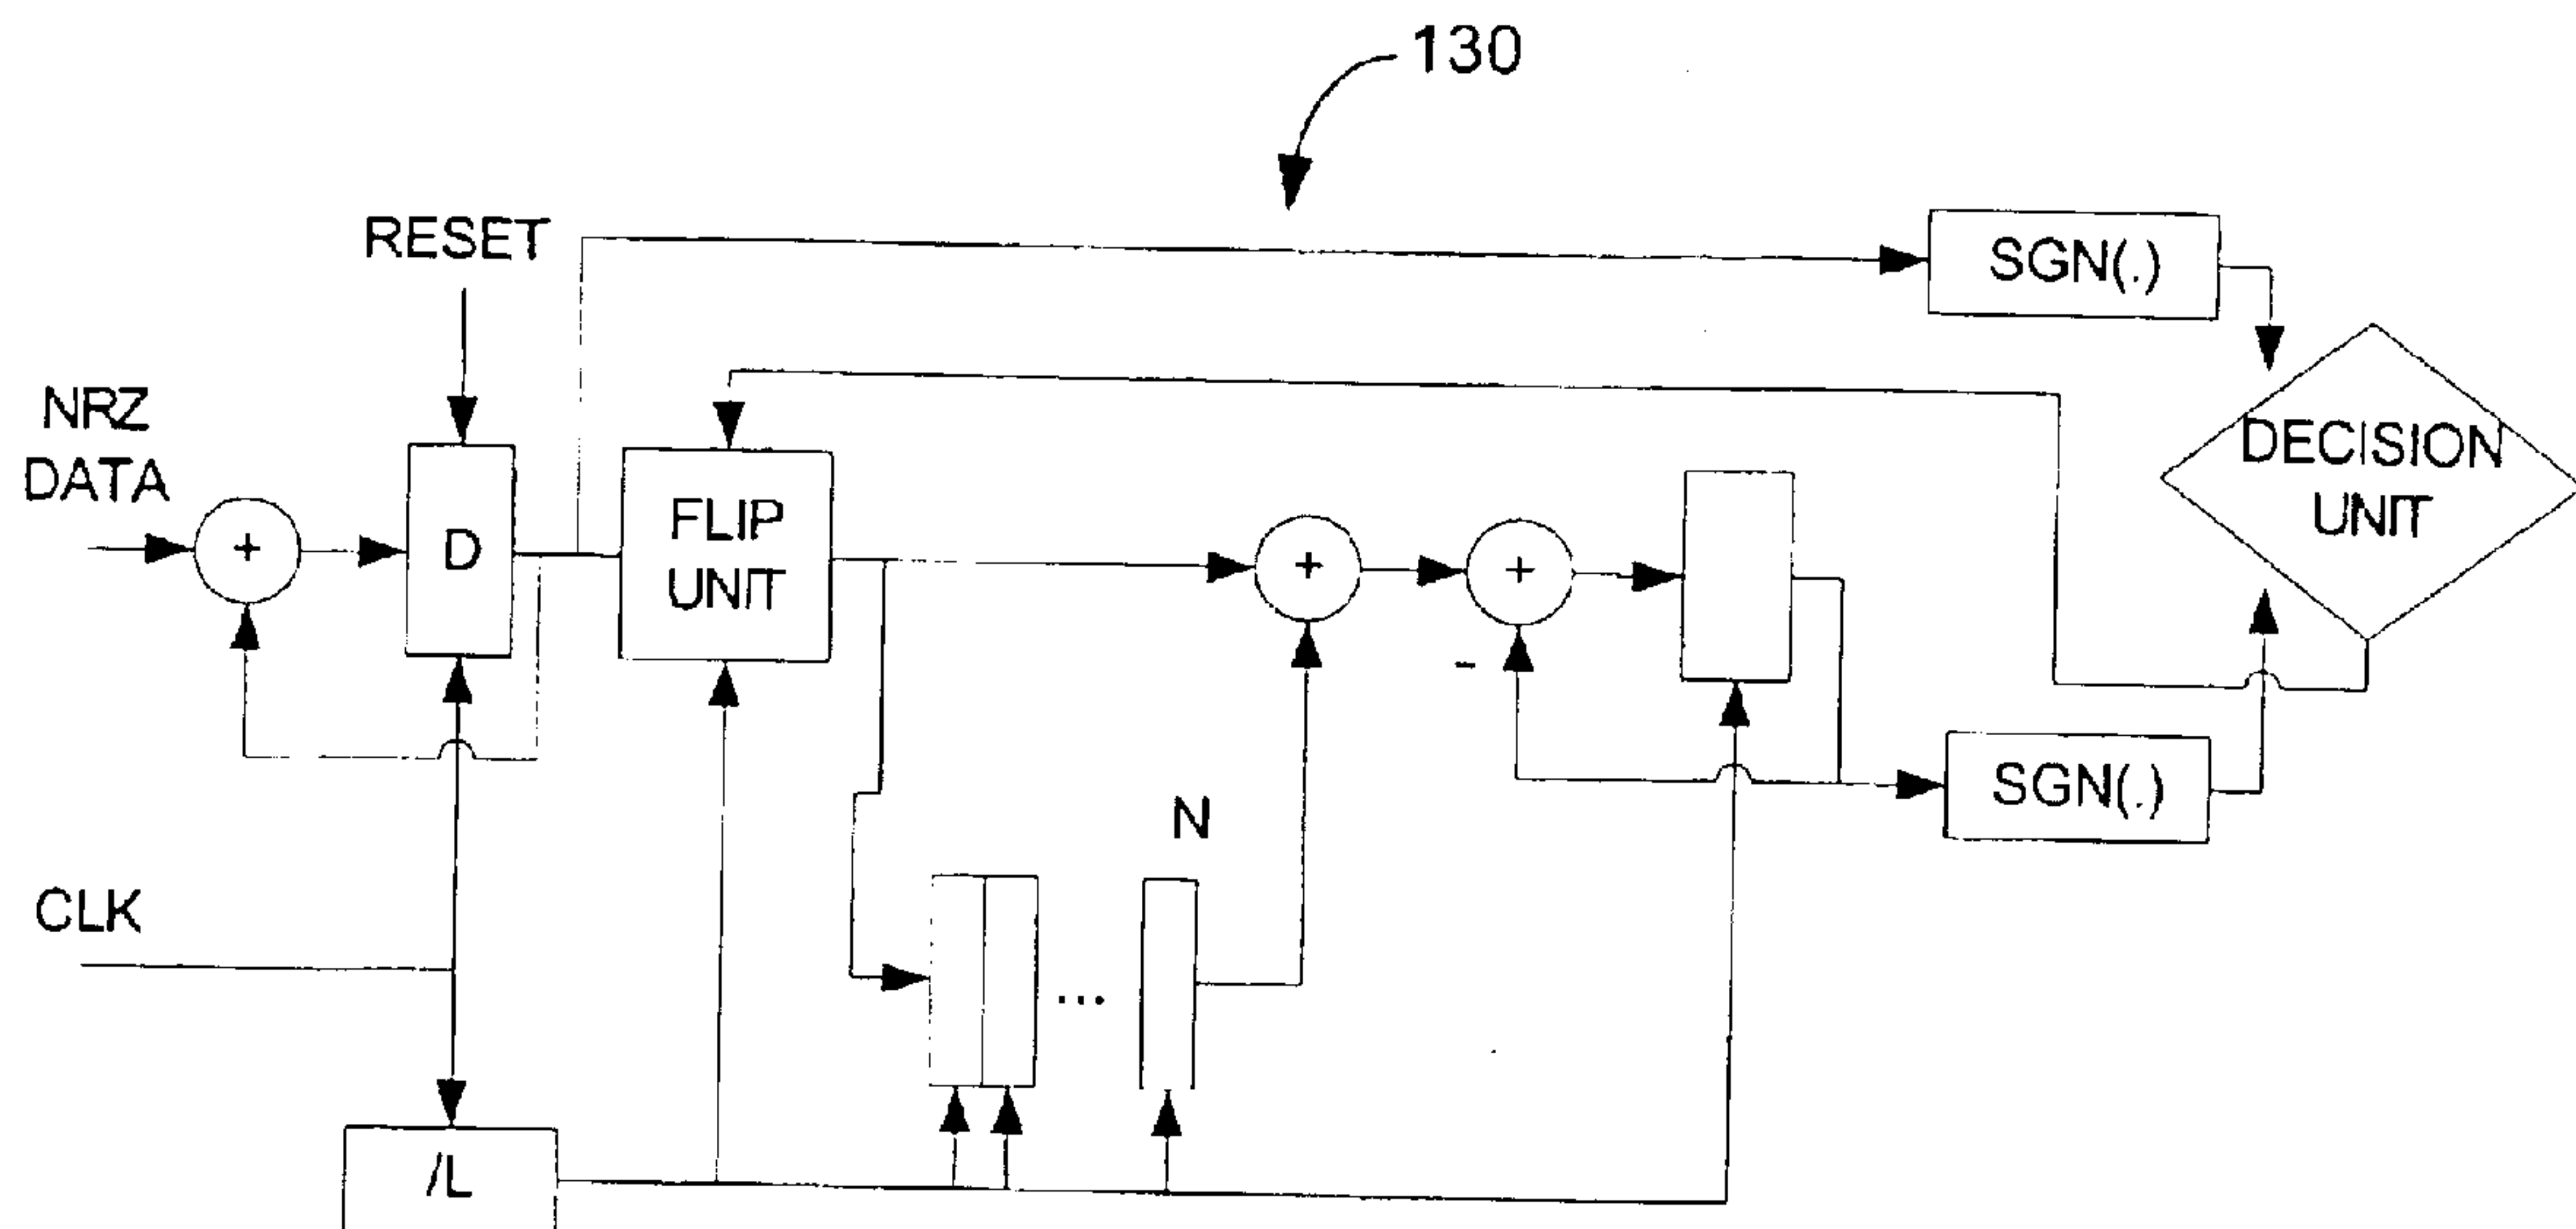 130
RESET
SGN(.)
NRZ
DATA
+
D
FLIP
UNIT
+
+
-
DECISION
UNIT
SGN(.)
N
CLK
...
/L